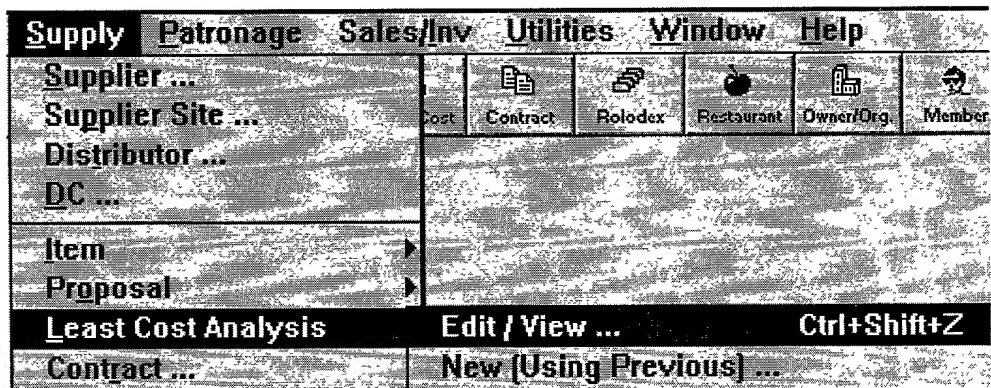 Supply Patronage Sales/Inv Utilities Window Help
Supplier ...
Supplier Site ...
Distributor ...
DC ...
Item
Proposal
Least Cost Analysis
Contract ...
Cost Contract Rolodex Restaurant Owner/Org. Member
Edit / View ... Ctrl+Shift+Z
New (Using Previous) ...